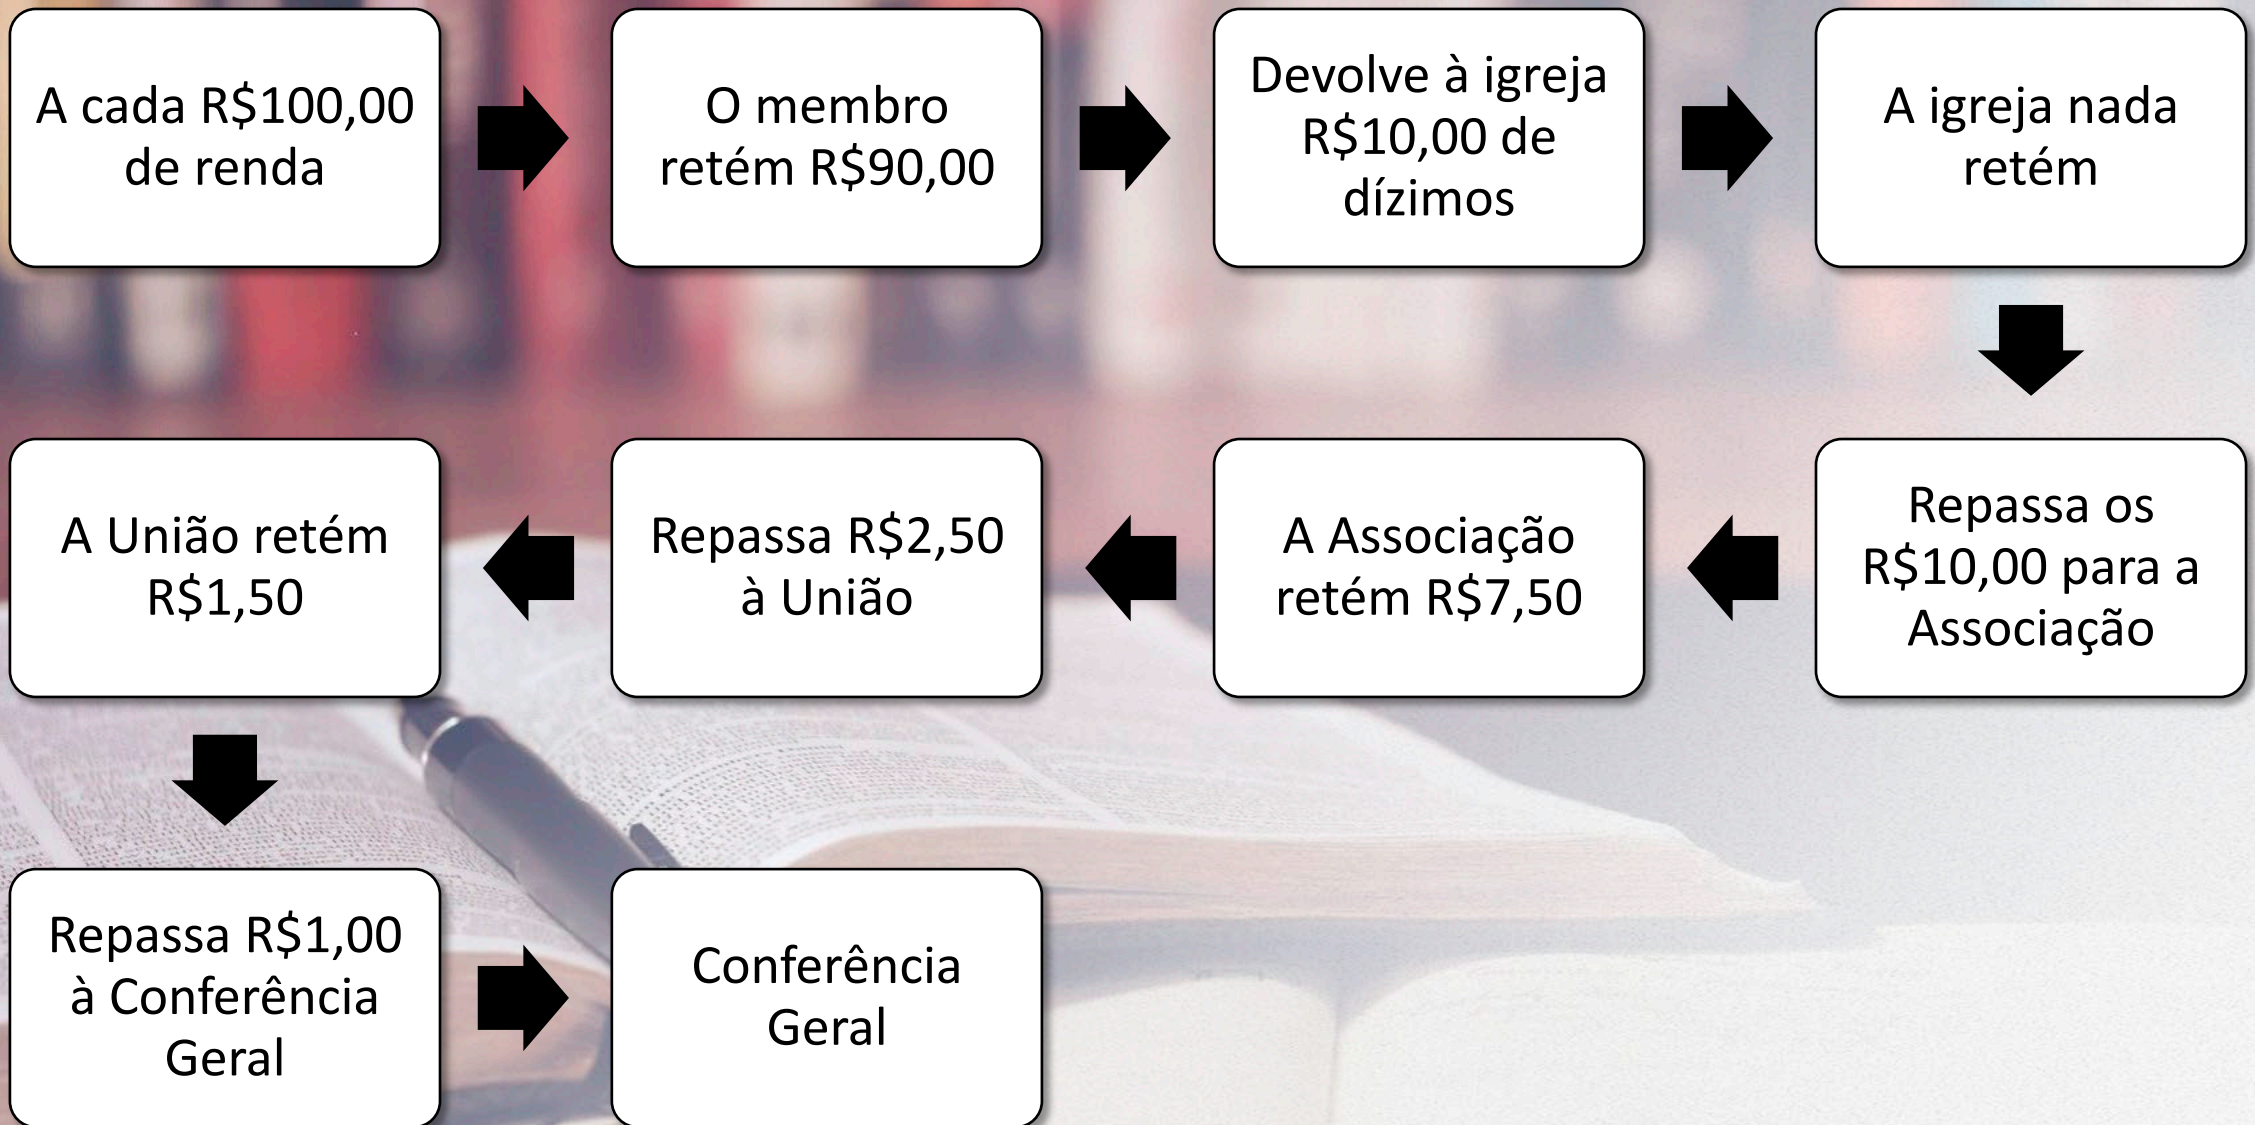 A cada R$100,00
de renda
O membro
retém R$90,00
Devolve à igreja
R$10,00 de
dízimos
A igreja nada
retém
Repassa os
R$10,00 para a
Associação
A Associação
retém R$7,50
Repassa R$2,50
à União
A União retém
R$1,50
Repassa R$1,00
à Conferência
Geral
Conferência
Geral